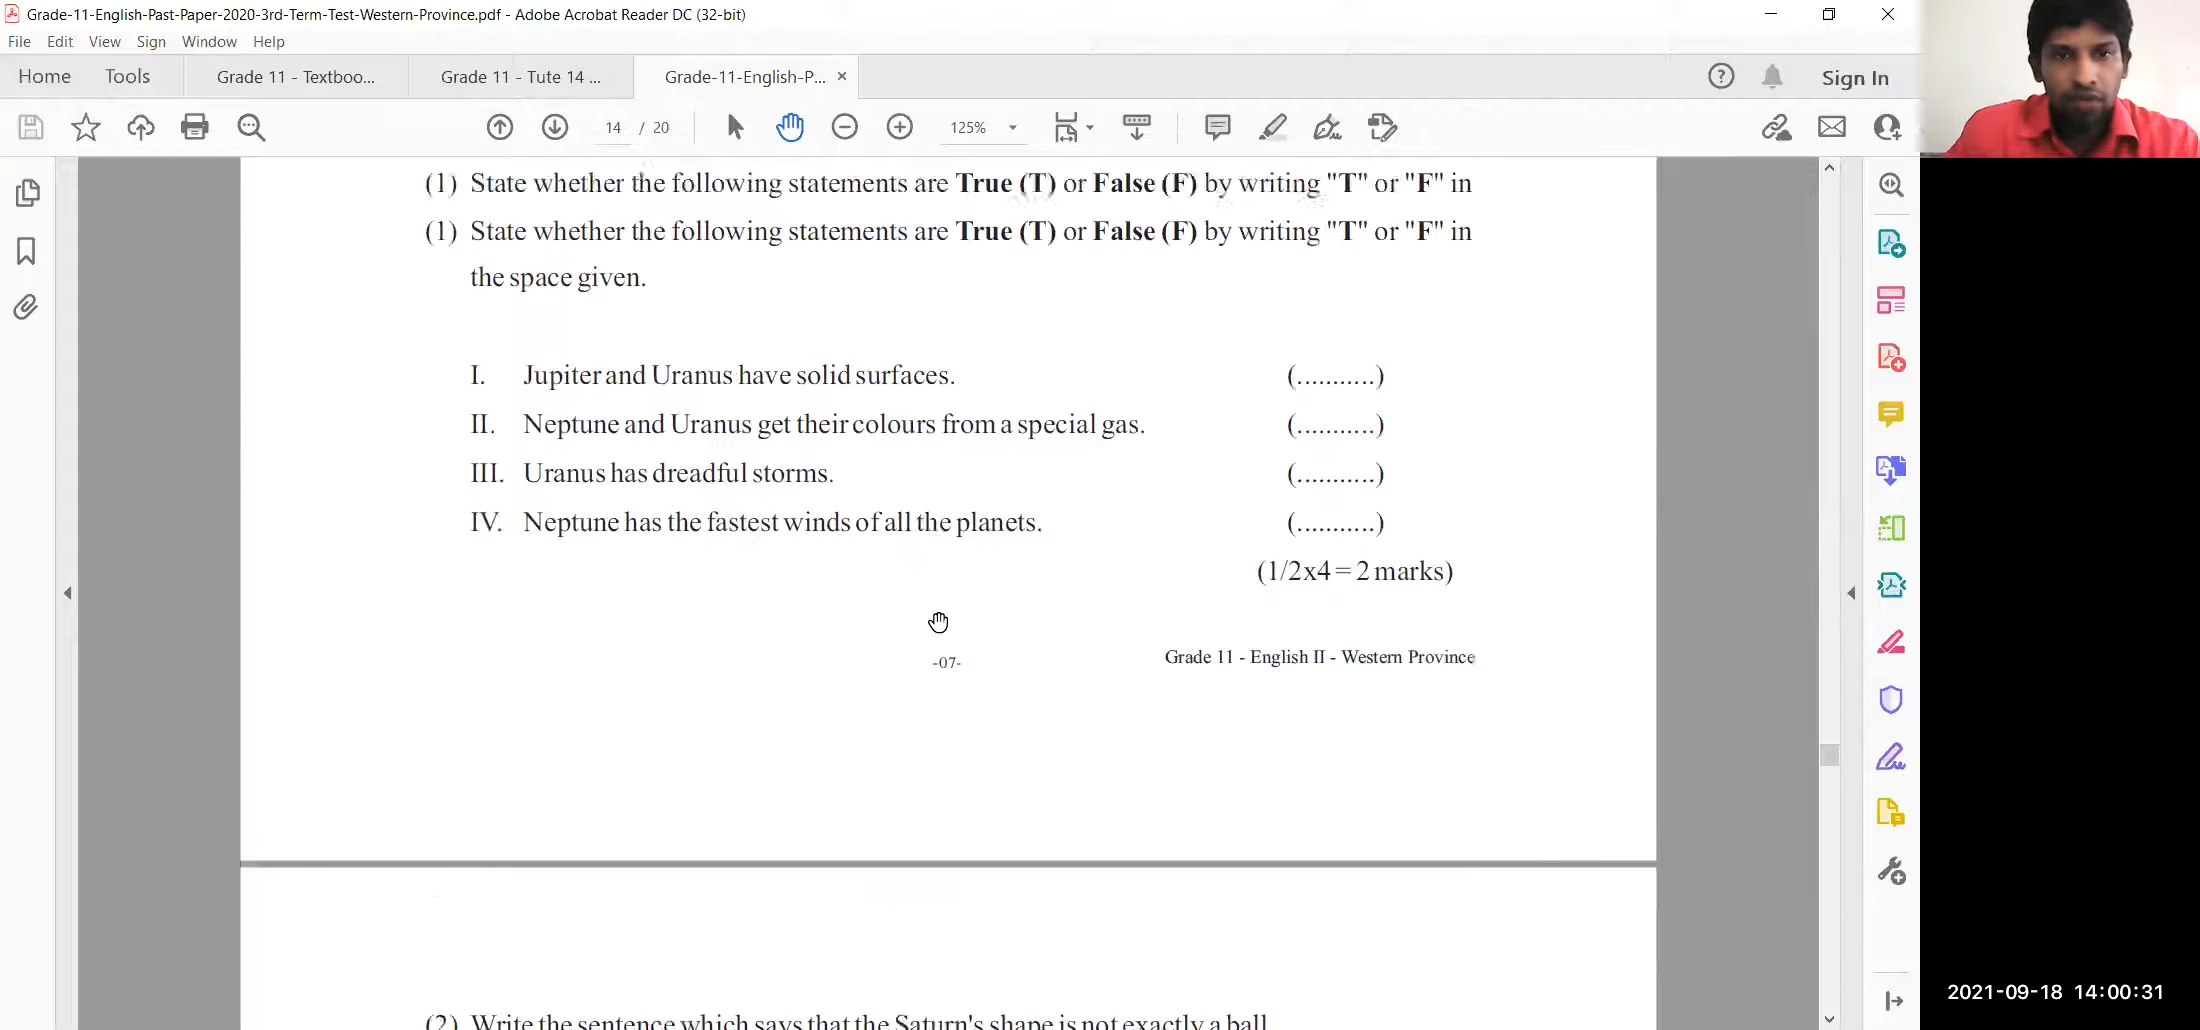 Grade-11-English-Past-Paper-2020-3rd-Term-Test-Western-Province.pdf - Adobe Acrobat Reader DC (32-bit)
File Edit View Sign Window Help
Home Tools Grade 11 - Textboo... Grade 11 - Tute 14 ... Grade-11-English-P... × Sign In
14 / 20 125%
(1) State whether the following statements are True (T) or False (F) by writing "T" or "F" in
(1) State whether the following statements are True (T) or False (F) by writing "T" or "F" in
the space given.
I. Jupiter and Uranus have solid surfaces. (...........)
II. Neptune and Uranus get their colours from a special gas. (...........)
III. Uranus has dreadful storms. (...........)
IV. Neptune has the fastest winds of all the planets. (...........)
(1/2x4 = 2 marks)
-07- Grade 11 - English II - Western Province
(2) Write the sentence which says that the Saturn's shape is not exactly a ball
2021-09-18 14:00:31